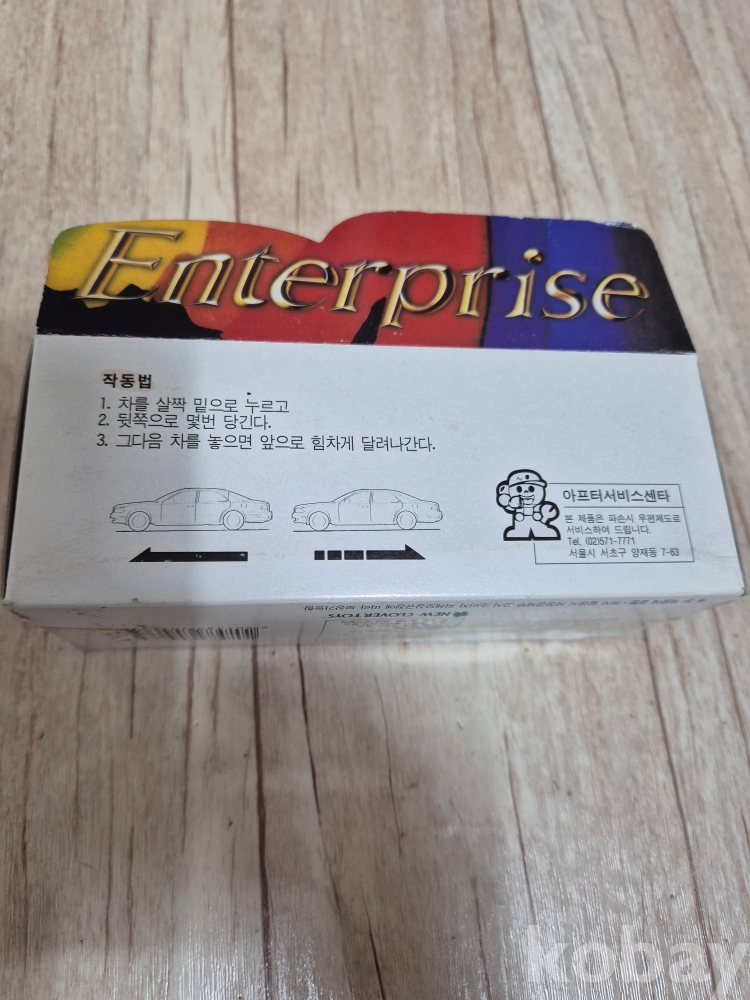 Enterprise
작동법
1. 차를 살짝 밑으로 누르고
2. 뒷쪽으로 몇번 당긴다.
3. 그다음 차를 놓으면 앞으로 힘차게 달려나간다.
아프터서비스센타
본 제품은 파손시 우편제도로
서비스하여 드립니다.
Tel. (02)571-7771
서울시 서초구 양재동 7-63
NEW CLOVER TOYS
kobay